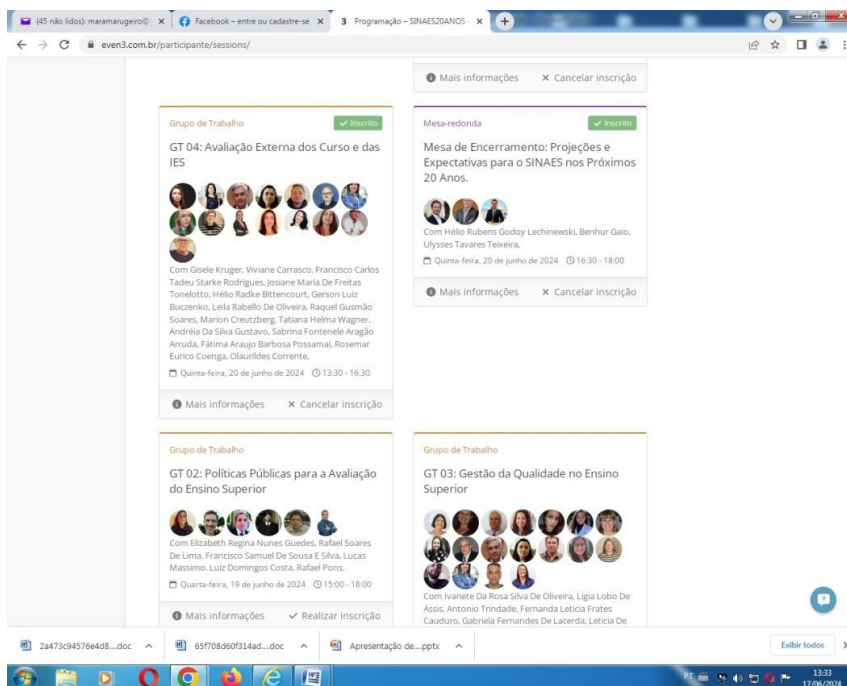 (45 não lidos): maramarugeiro@
Facebook – entre ou cadastre-se
3 Programação – SINAES20ANOS -
even3.com.br/participante/sessions/
Mais informações
Cancelar inscrição
Grupo de Trabalho
Inscrito
GT 04: Avaliação Externa dos Curso e das
IES
Com Gisele Kruger, Viviane Carrasco, Francisco Carlos
Tadeu Starke Rodrigues, Josiane Maria De Freitas
Tonelotto, Hélio Radke Bittencourt, Gerson Luiz
Buczenko, Leila Rabello De Oliveira, Raquel Gusmão
Soares, Marion Creutzberg, Tatiana Helma Wagner,
Andréia Da Silva Gustavo, Sabrina Fontenele Aragão
Arruda, Fátima Araujo Barbosa Possamai, Rosemar
Eurico Coenga, Olaurildes Corrente,
Quinta-feira, 20 de junho de 2024 13:30 - 16:30
Mais informações
Cancelar inscrição
Mesa-redonda
Inscrito
Mesa de Encerramento: Projeções e
Expectativas para o SINAES nos Próximos
20 Anos.
Com Hélio Rubens Godoy Lechinewski, Benhur Gaio,
Ulysses Tavares Teixeira,
Quinta-feira, 20 de junho de 2024 16:30 - 18:00
Mais informações
Cancelar inscrição
Grupo de Trabalho
GT 02: Políticas Públicas para a Avaliação
do Ensino Superior
Com Elizabeth Regina Nunes Guedes, Rafael Soares
De Lima, Francisco Samuel De Sousa E Silva, Lucas
Massimo, Luiz Domingos Costa, Rafael Pons,
Quarta-feira, 19 de junho de 2024 15:00 - 18:00
Mais informações
Realizar inscrição
Grupo de Trabalho
GT 03: Gestão da Qualidade no Ensino
Superior
Com Ivanete Da Rosa Silva De Oliveira, Ligia Lobo De
Assis, Antonio Trindade, Fernanda Leticia Frates
Cauduro, Gabriela Fernandes De Lacerda, Leticia De
2a473c94576e4d8....doc
65f708d60f314ad....doc
Apresentação de....pptx
Exibir todos
PT
13:33
17/06/2024